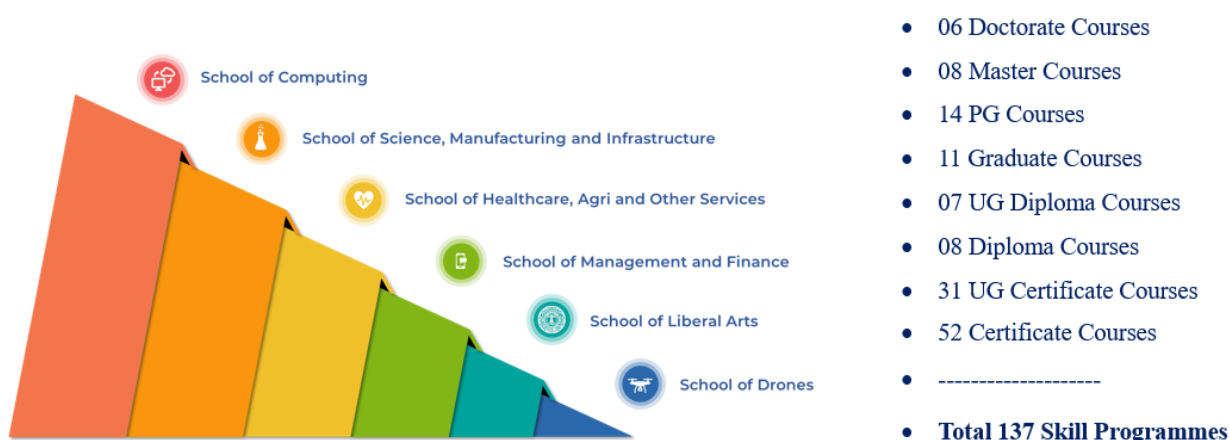 School of Computing
School of Science, Manufacturing and Infrastructure
School of Healthcare, Agri and Other Services
School of Management and Finance
School of Liberal Arts
School of Drones
• 06 Doctorate Courses
• 08 Master Courses
• 14 PG Courses
• 11 Graduate Courses
• 07 UG Diploma Courses
• 08 Diploma Courses
• 31 UG Certificate Courses
• 52 Certificate Courses
• --------------------
• Total 137 Skill Programmes